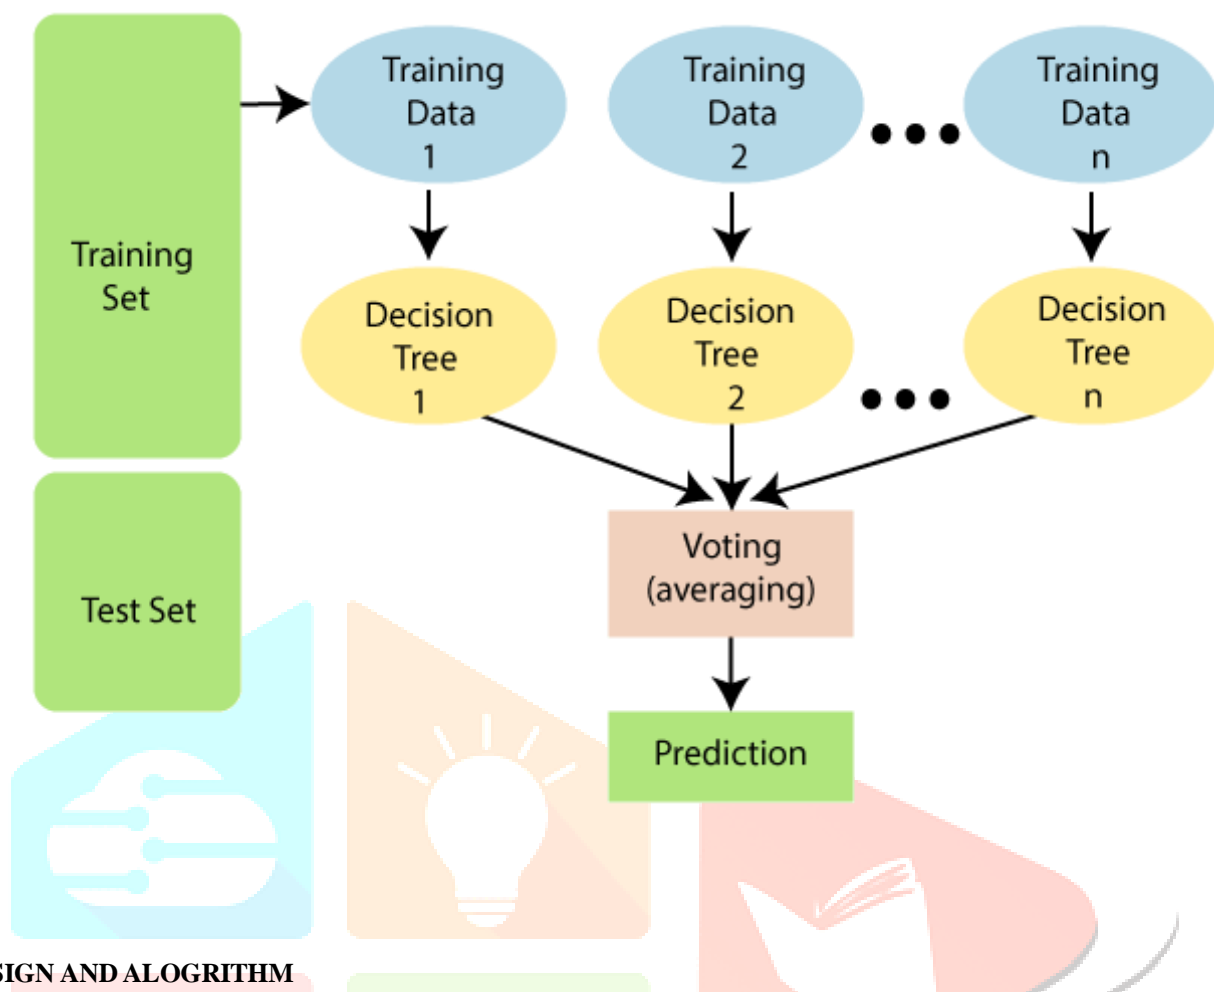 Training
Set
Training
Data
1
Training
Data
2
Training
Data
n
Decision
Tree
1
Decision
Tree
2
Decision
Tree
n
Voting
(averaging)
Test Set
Prediction
SIGN AND ALOGRITHM